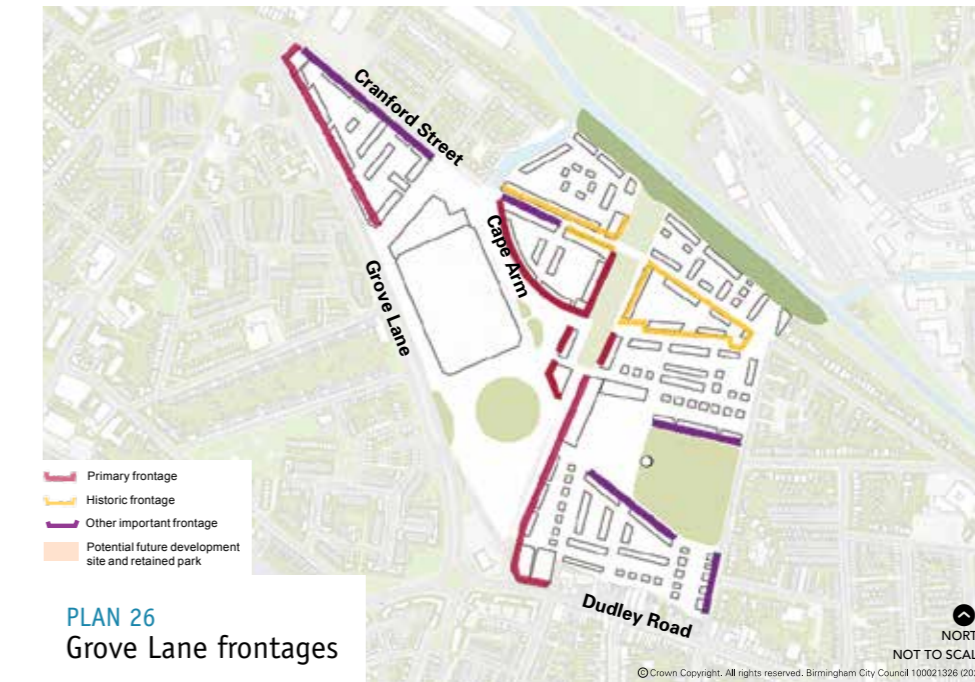 Cranford Street
Cape Arm
Grove Lane
Primary frontage
Historic frontage
Other important frontage
Potential future development
site and retained park
PLAN 26
Grove Lane frontages
Dudley Road
NORT
NOT TO SCAL
© Crown Copyright. All rights reserved. Birmingham City Council 100021326 (20